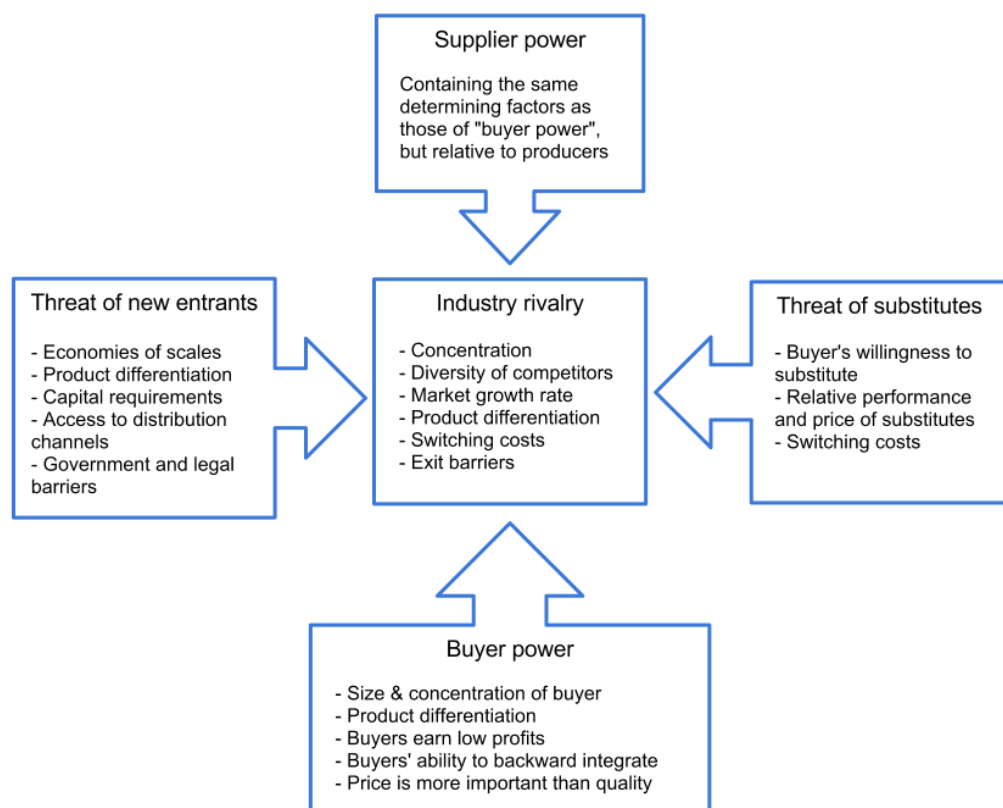 Supplier power
Containing the same
determining factors as
those of "buyer power",
but relative to producers
Threat of new entrants
- Economies of scales
- Product differentiation
- Capital requirements
- Access to distribution
channels
- Government and legal
barriers
Industry rivalry
- Concentration
- Diversity of competitors
- Market growth rate
- Product differentiation
- Switching costs
- Exit barriers
Threat of substitutes
- Buyer's willingness to
substitute
- Relative performance
and price of substitutes
- Switching costs
Buyer power
- Size & concentration of buyer
- Product differentiation
- Buyers earn low profits
- Buyers' ability to backward integrate
- Price is more important than quality